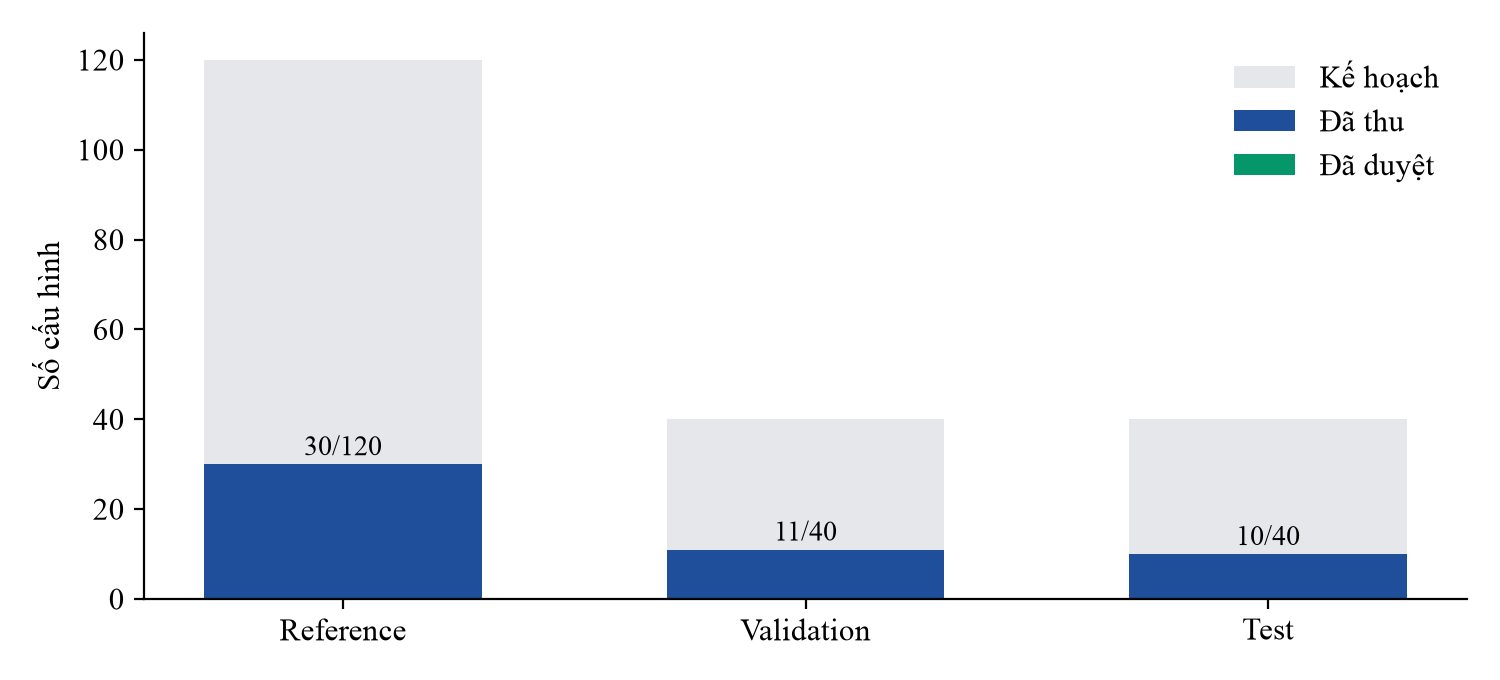 Số cấu hình
120
100
80
60
40
20
0
Kế hoạch
Đã thu
Đã duyệt
30/120
11/40
10/40
Reference
Validation
Test